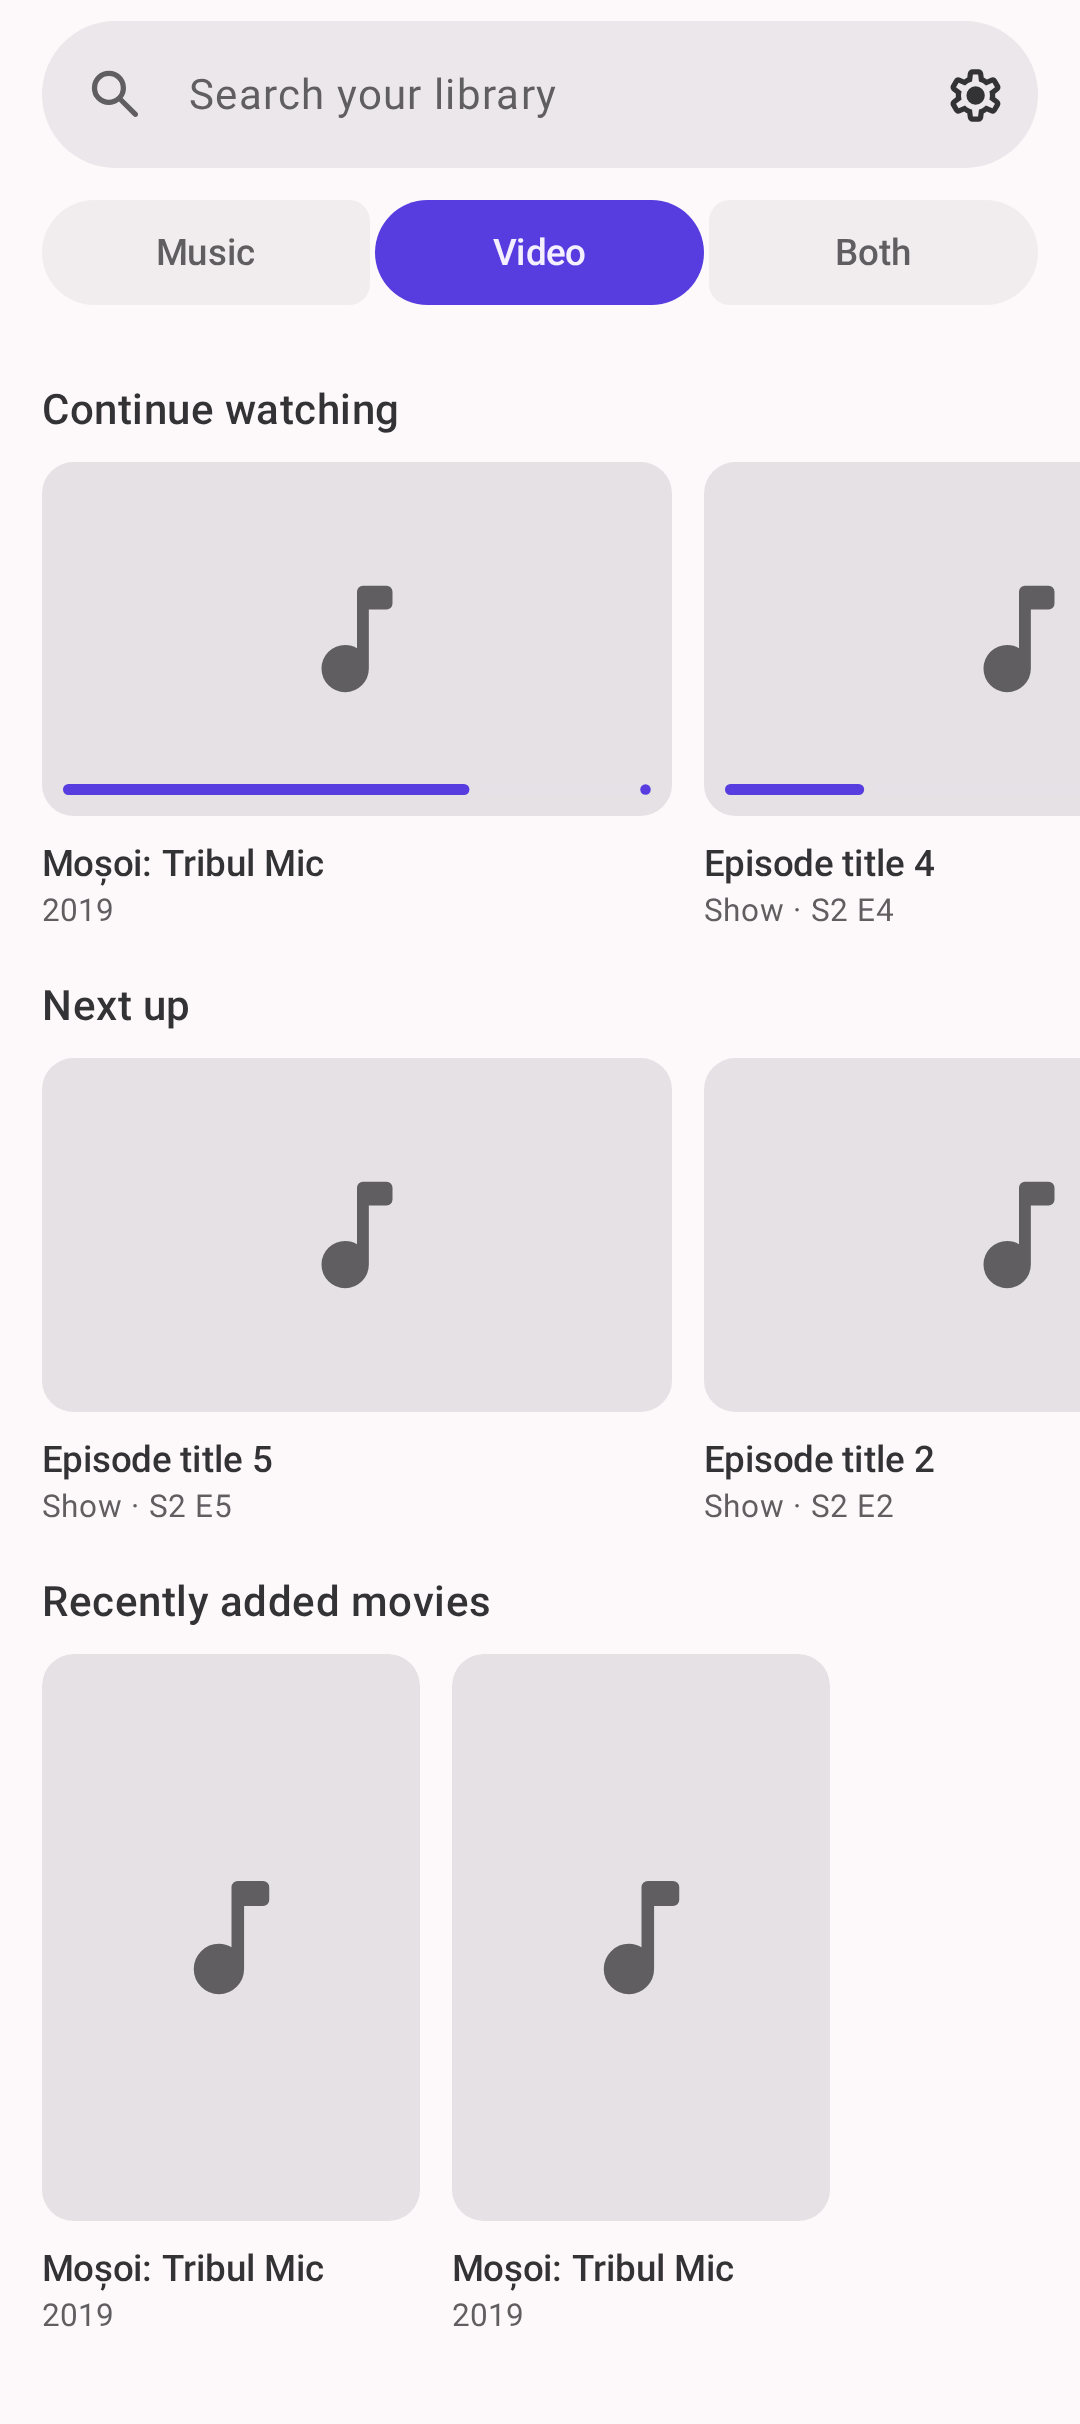 Search your library
Music
Video
Both
Continue watching
Moșoi: Tribul Mic
2019
Episode title 4
Show · S2 E4
Next up
Episode title 5
Show · S2 E5
Episode title 2
Show · S2 E2
Recently added movies
Moșoi: Tribul Mic
2019
Moșoi: Tribul Mic
2019